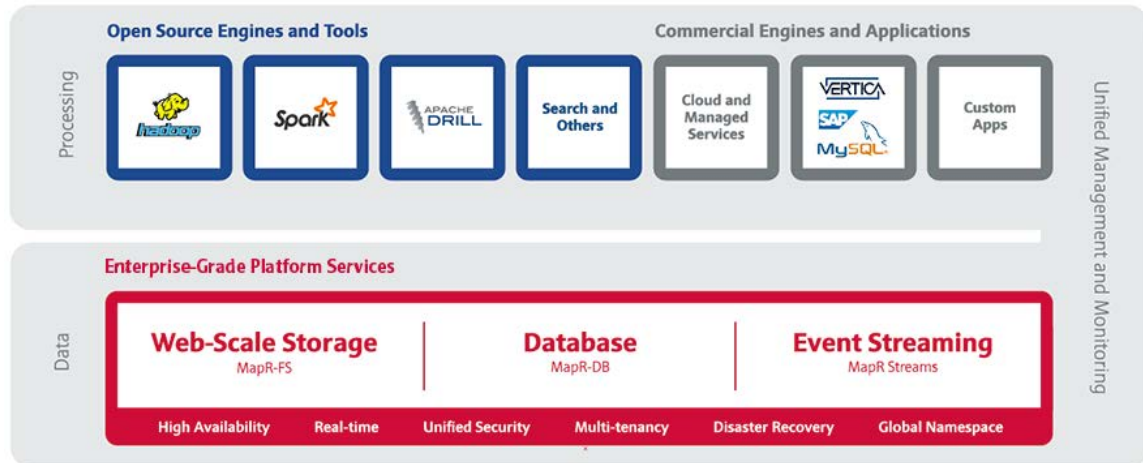 Open Source Engines and Tools
Commercial Engines and Applications
Processing
hadoop
Spark
APACHE
DRILL
Search and
Others
Cloud and
Managed
Services
VERTICA
SAP
MySQL
Custom
Apps
Unified Management and Monitoring
Enterprise-Grade Platform Services
Data
Web-Scale Storage
MapR-FS
Database
MapR-DB
Event Streaming
MapR Streams
High Availability
Real-time
Unified Security
Multi-tenancy
Disaster Recovery
Global Namespace